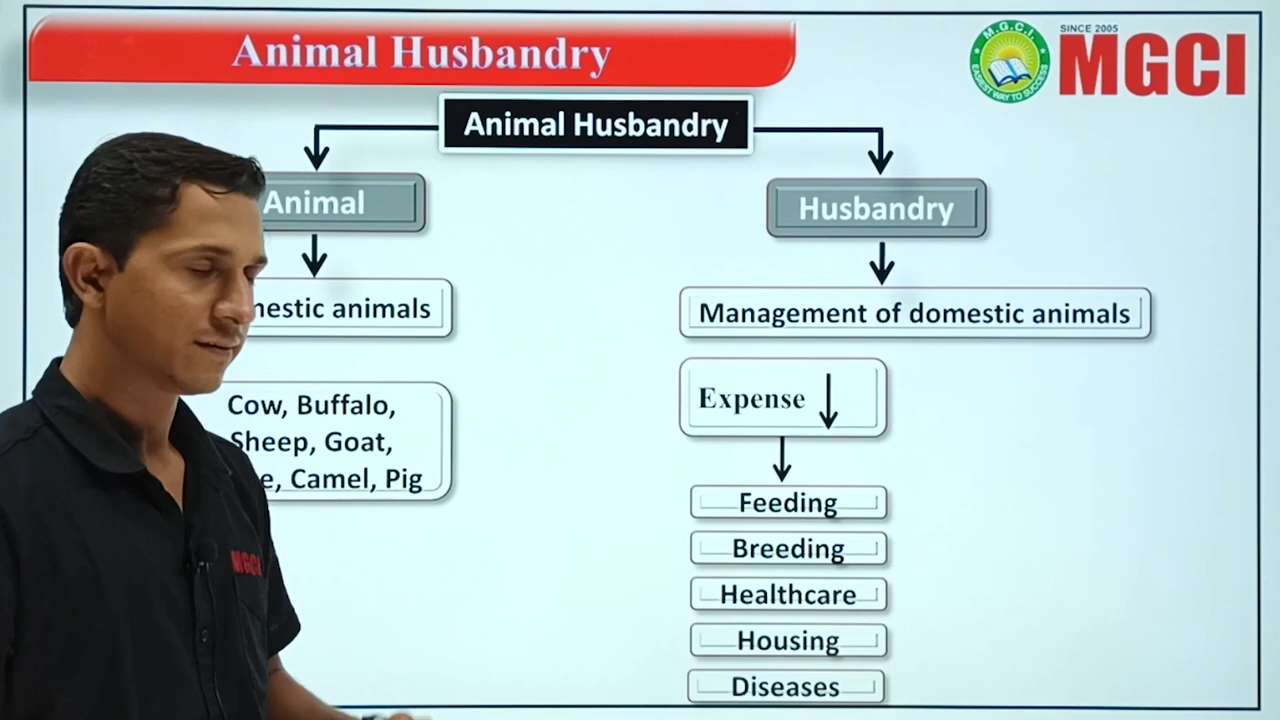 Animal Husbandry
M.G.C.I.
EASIEST WAY TO SUCCESS
SINCE 2005
MGCI
Animal Husbandry
Animal
Husbandry
animals
Management of domestic animals
Expense
Cow, Buffalo,
Sheep, Goat,
Camel, Pig
Feeding
Breeding
Healthcare
Housing
Diseases
MGCI